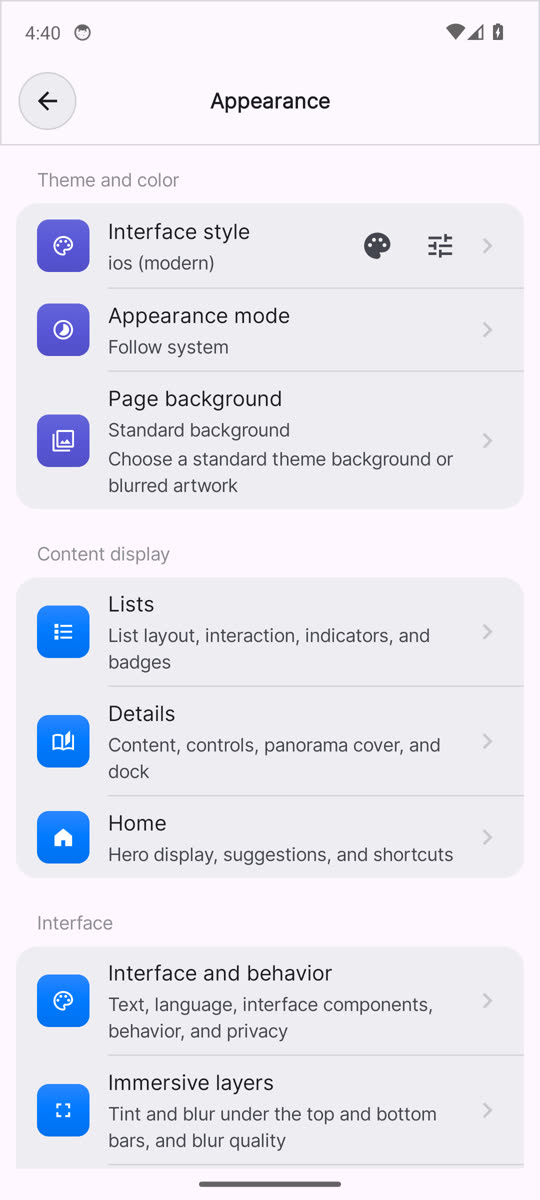 4:40
Appearance
Theme and color
Interface style
ios (modern)
Appearance mode
Follow system
Page background
Standard background
Choose a standard theme background or
blurred artwork
Content display
Lists
List layout, interaction, indicators, and
badges
Details
Content, controls, panorama cover, and
dock
Home
Hero display, suggestions, and shortcuts
Interface
Interface and behavior
Text, language, interface components,
behavior, and privacy
Immersive layers
Tint and blur under the top and bottom
bars, and blur quality